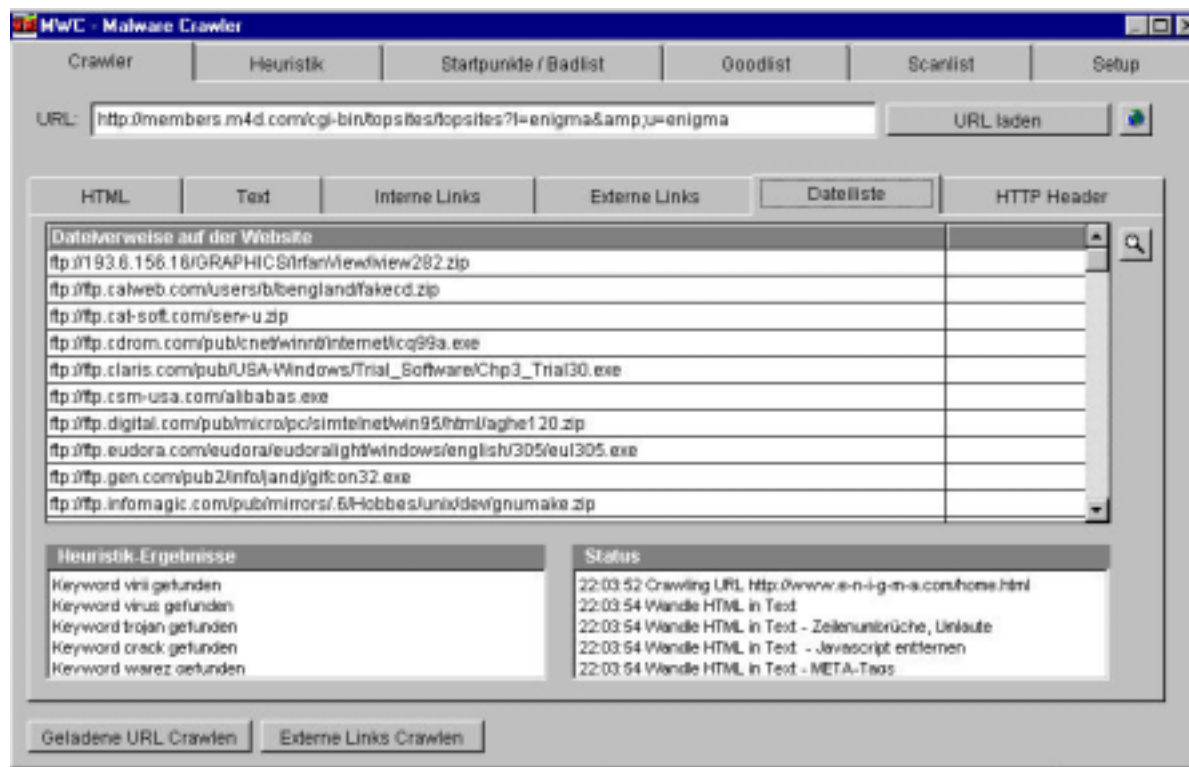 MWC - Malware Crawler
Crawler Heuristik Startpunkte / Badlist Goodlist Scanlist Setup
URL: http://members.m4d.com/cgi-bin/topsites/topsites?l=enigma&amp;u=enigma URL laden
HTML Text Interne Links Externe Links Dateiliste HTTP Header
Dateiverweise auf der Website
ftp://193.6.156.16/GRAPHICS/IrfanView/iview282.zip
ftp://ftp.calweb.com/users/b/bengland/fakecd.zip
ftp://ftp.cat-soft.com/serv-u.zip
ftp://ftp.cdrom.com/pub/cnet/winnt/internet/icq99a.exe
ftp://ftp.claris.com/pub/USA-Windows/Trial_Software/Chp3_Trial30.exe
ftp://ftp.csm-usa.com/alibabas.exe
ftp://ftp.digital.com/pub/micro/pc/simtelnet/win95/html/aghe120.zip
ftp://ftp.eudora.com/eudora/eudoralight/windows/english/305/eul305.exe
ftp://ftp.gen.com/pub2/info/jandj/gifcon32.exe
ftp://ftp.infomagic.com/pub/mirrors/.6/Hobbes/unix/dev/gnumake.zip
Heuristik-Ergebnisse
Keyword virii gefunden
Keyword virus gefunden
Keyword trojan gefunden
Keyword crack gefunden
Keyword warez gefunden
Status
22:03:52 Crawling URL http://www.e-n-i-g-m-a.com/home.html
22:03:54 Wandle HTML in Text
22:03:54 Wandle HTML in Text - Zeilenumbrüche, Umlaute
22:03:54 Wandle HTML in Text - Javascript entfernen
22:03:54 Wandle HTML in Text - META-Tags
Geladene URL Crawlen Externe Links Crawlen